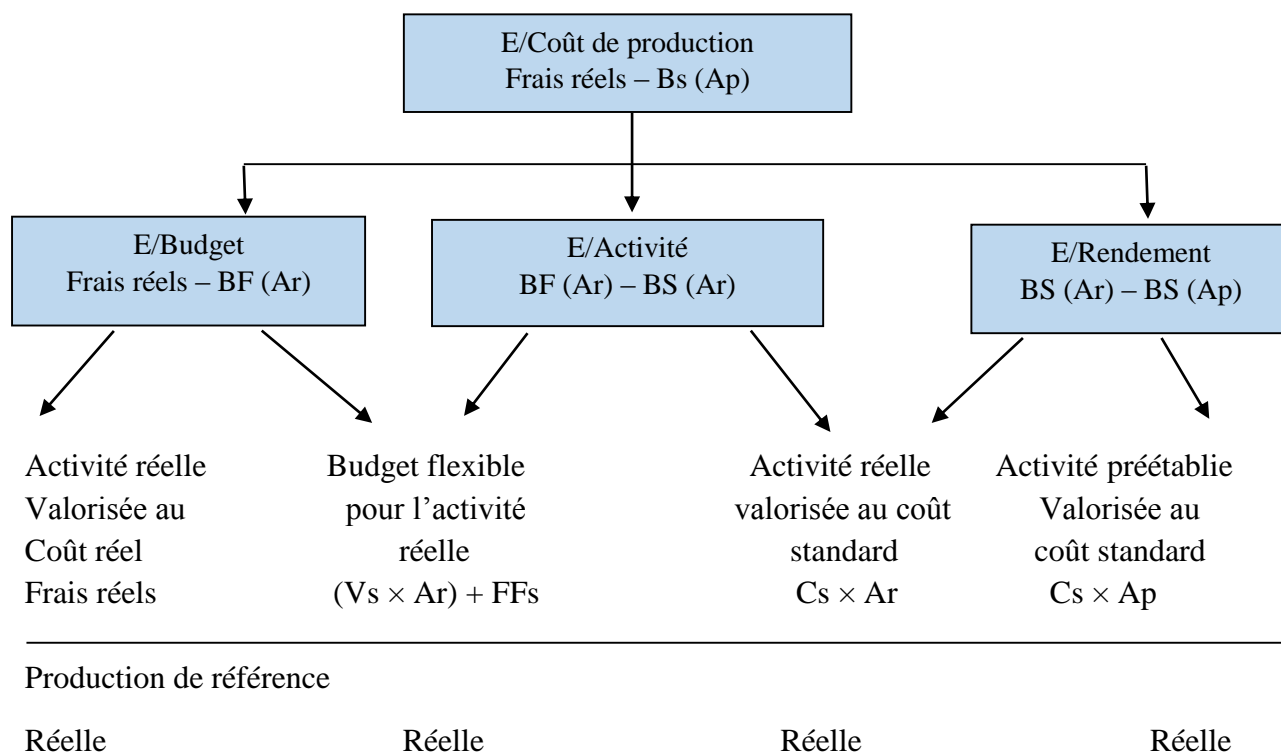 E/Coût de production
Frais réels – Bs (Ap)
E/Budget
Frais réels – BF (Ar)
E/Activité
BF (Ar) – BS (Ar)
E/Rendement
BS (Ar) – BS (Ap)
Activité réelle
Valorisée au
Coût réel
Frais réels
Budget flexible
pour l’activité
réelle
(Vs × Ar) + FFs
Activité réelle
valorisée au coût
standard
Cs × Ar
Activité préétablie
Valorisée au
coût standard
Cs × Ap
Production de référence
Réelle Réelle Réelle Réelle